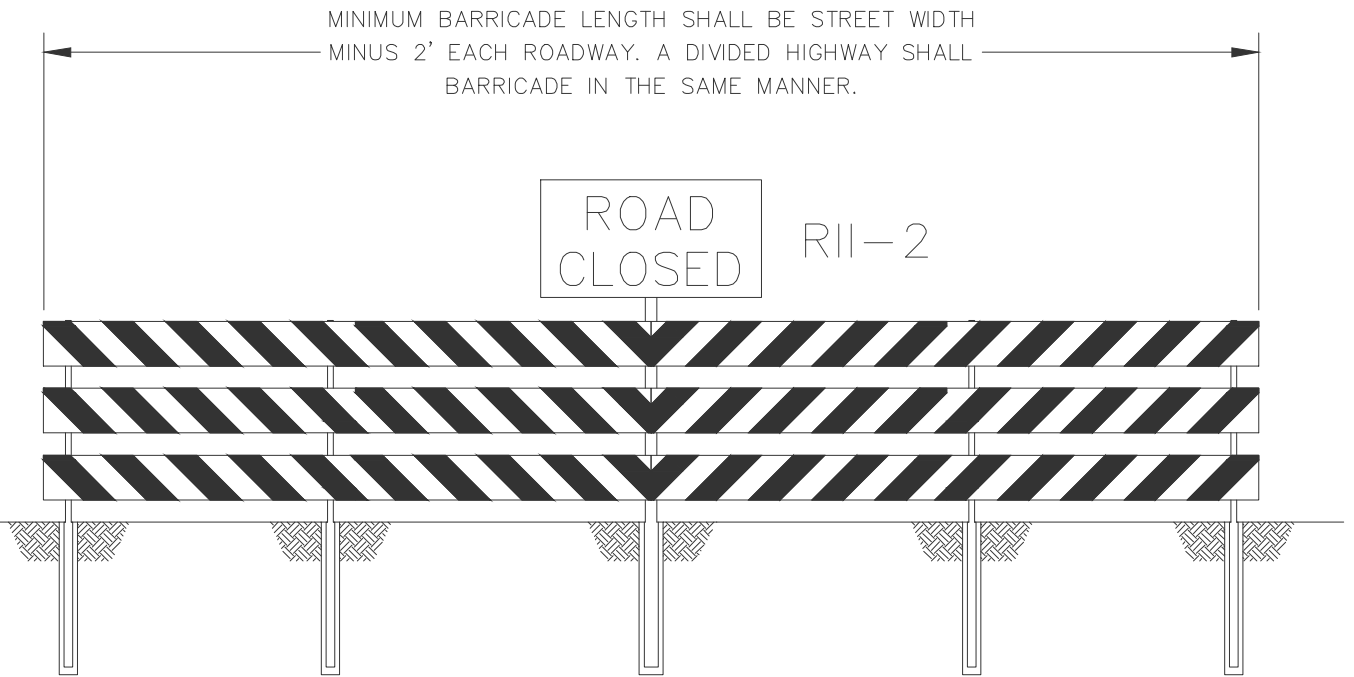 MINIMUM BARRICADE LENGTH SHALL BE STREET WIDTH
MINUS 2' EACH ROADWAY. A DIVIDED HIGHWAY SHALL
BARRICADE IN THE SAME MANNER.
ROAD
CLOSED
R11-2